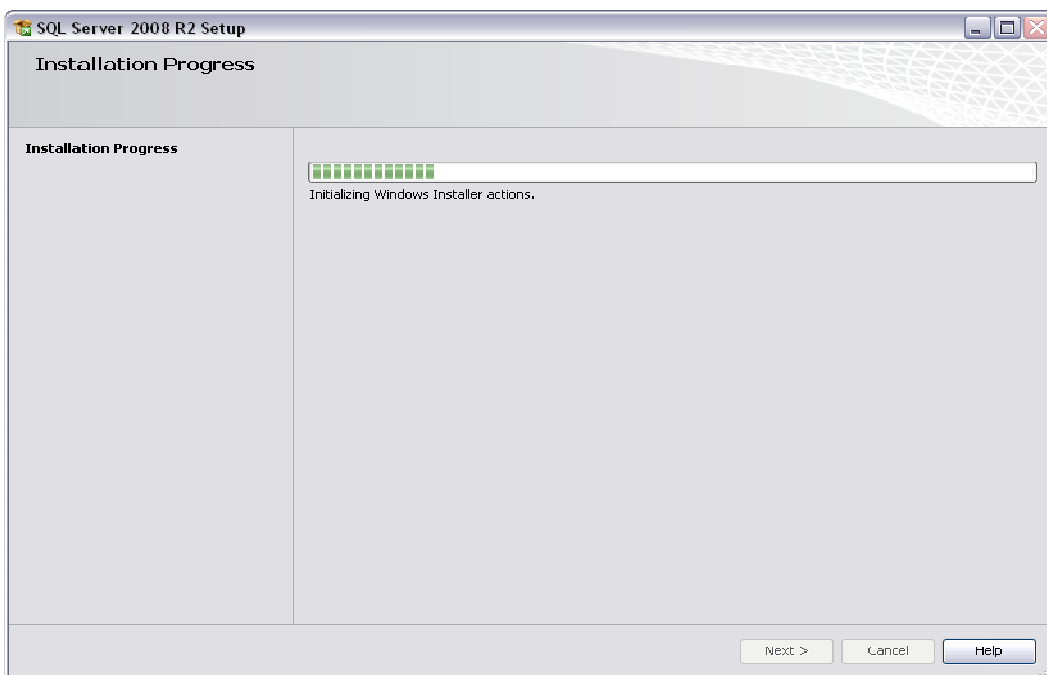 SQL Server 2008 R2 Setup
Installation Progress
Installation Progress
Initializing Windows Installer actions.
Next >
Cancel
Help